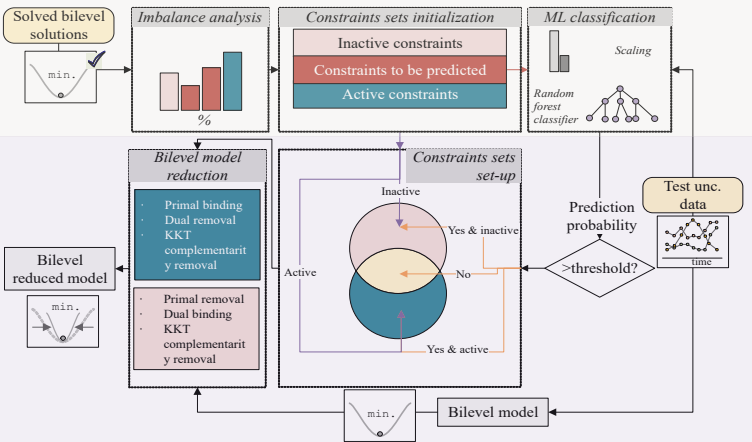 Solved bilevel
solutions
min.
Imbalance analysis
%
Constraints sets initialization
Inactive constraints
Constraints to be predicted
Active constraints
ML classification
Scaling
Random
forest
classifier
Bilevel model
reduction
· Primal binding
· Dual removal
· KKT
complementarit
y removal
· Primal removal
· Dual binding
· KKT
complementarit
y removal
Constraints sets
set-up
Inactive
Yes & inactive
No
Active
Yes & active
Prediction
probability
>threshold?
Test unc.
data
time
Bilevel
reduced model
min.
min.
Bilevel model